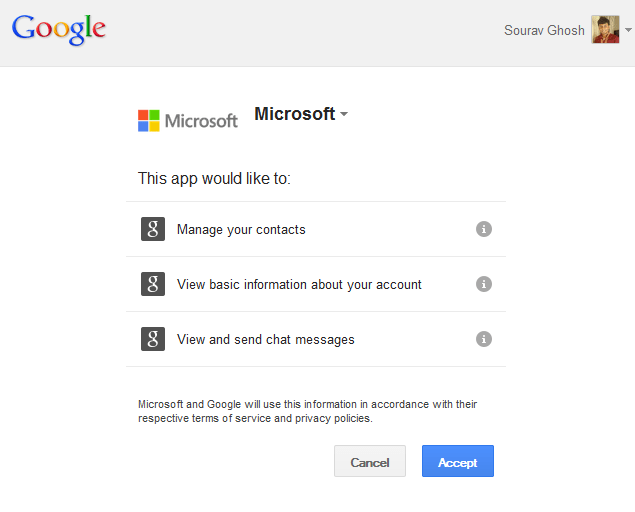 Google
Sourav Ghosh
Microsoft Microsoft
This app would like to:
g Manage your contacts i
g View basic information about your account i
g View and send chat messages i
Microsoft and Google will use this information in accordance with their
respective terms of service and privacy policies.
Cancel Accept